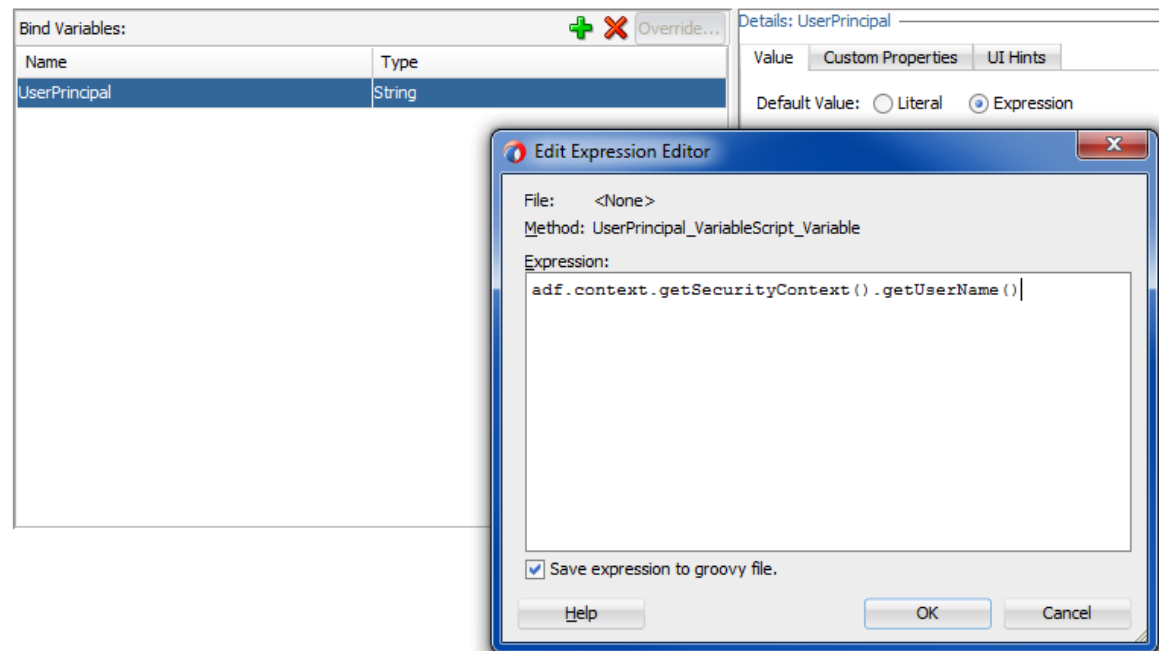 Bind Variables:
Override...
Name Type
UserPrincipal String
Details: UserPrincipal
Value Custom Properties UI Hints
Default Value: Literal Expression
Edit Expression Editor
File: <None>
Method: UserPrincipal_VariableScript_Variable
Expression:
adf.context.getSecurityContext().getUserName()
Save expression to groovy file.
Help OK Cancel